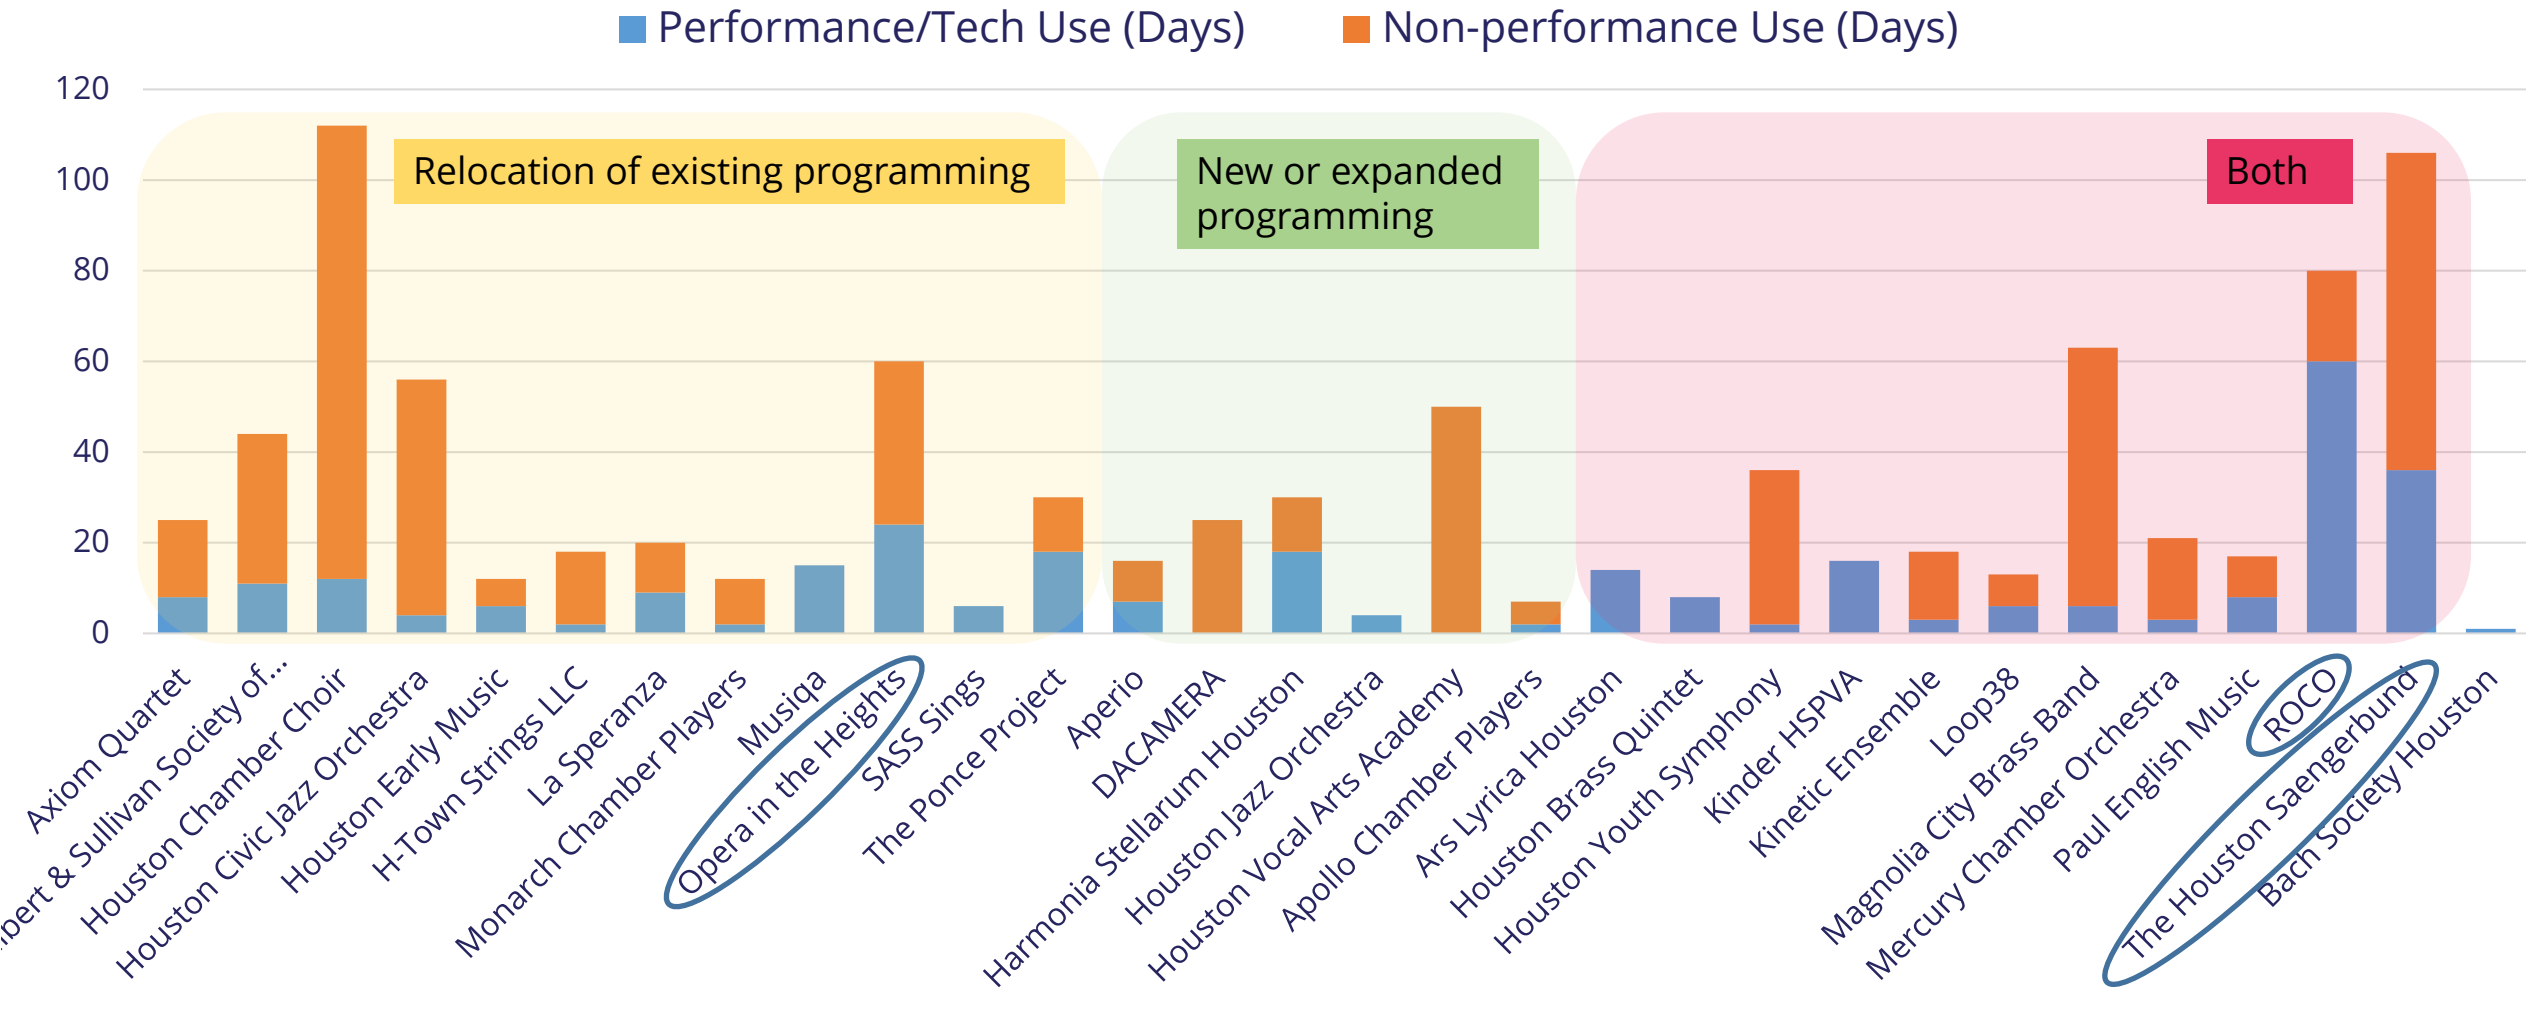 Performance/Tech Use (Days)
Non-performance Use (Days)
120
100
80
60
40
20
0
Relocation of existing programming
New or expanded
programming
Both
Axiom Quartet
& Sullivan Society of...
Houston Chamber Choir
Houston Civic Jazz Orchestra
Houston Early Music
H-Town Strings LLC
La Speranza
Monarch Chamber Players
Musiqa
Opera in the Heights
SASS Sings
The Ponce Project
Aperio
DACAMERA
Harmonia Stellarum Houston
Houston Jazz Orchestra
Houston Vocal Arts Academy
Apollo Chamber Players
Ars Lyrica Houston
Houston Brass Quintet
Houston Youth Symphony
Kinder HSPVA
Kinetic Ensemble
Loop38
Magnolia City Brass Band
Mercury Chamber Orchestra
Paul English Music
ROCO
The Houston Saengerbund
Bach Society Houston